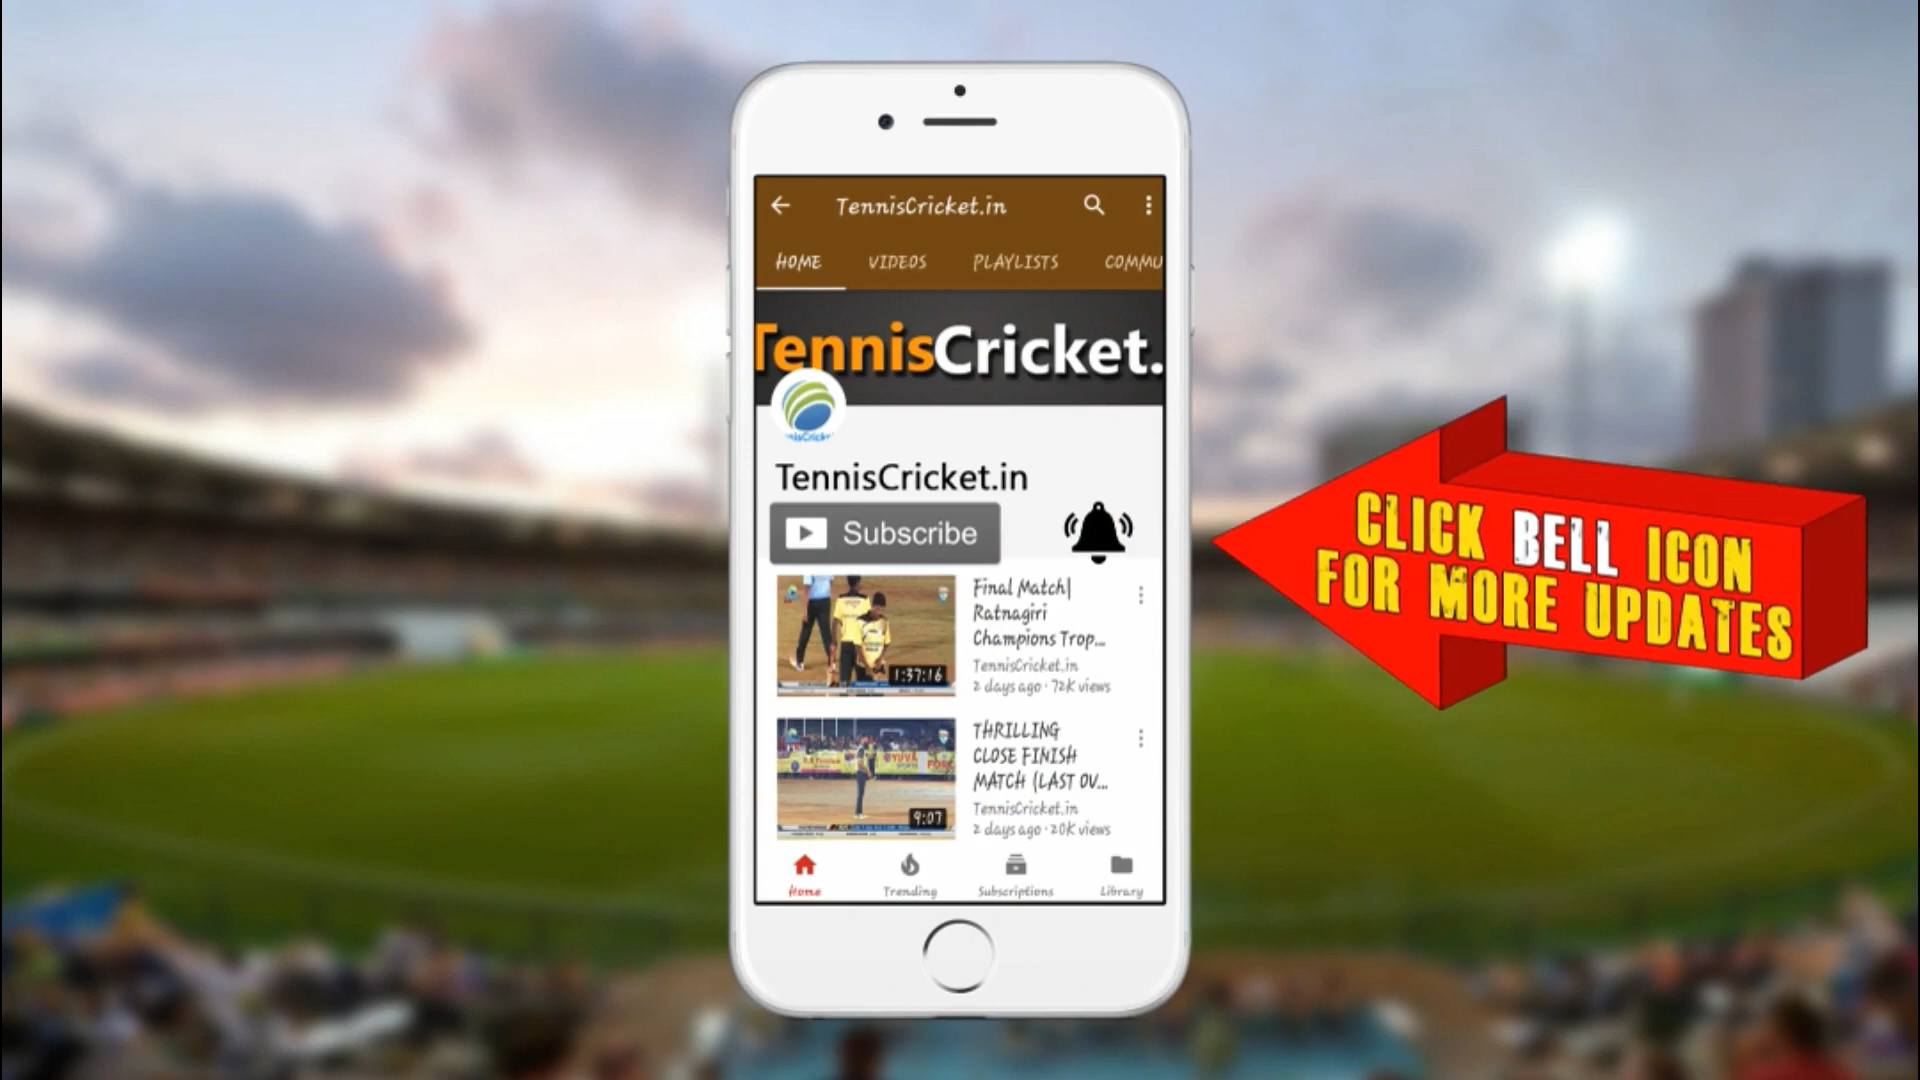 TennisCricket.in
HOME VIDEOS PLAYLISTS COMMU
TennisCricket.
TennisCricket.in
Subscribe
Final Match|
Ratnagiri
Champions Trop...
TennisCricket.in
2 days ago · 72K views
1:37:16
THRILLING
CLOSE FINISH
MATCH (LAST OV...
TennisCricket.in
2 days ago · 20K views
9:07
Home Trending Subscriptions Library
CLICK BELL ICON
FOR MORE UPDATES